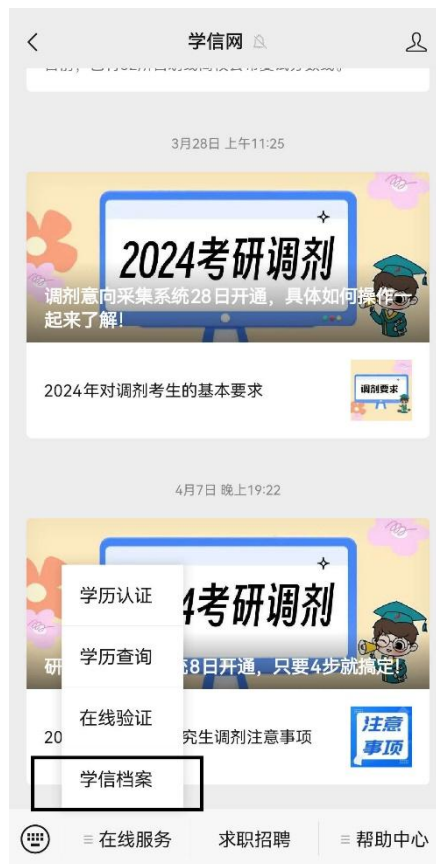 学信网
3月28日 上午11:25
2024考研调剂
调剂意向采集系统28日开通，具体如何操作一
起来了解！
2024年对调剂考生的基本要求
调剂要求
4月7日 晚上19:22
4考研调剂
研
统8日开通，只要4步就搞定！
20
究生调剂注意事项
注意
事项
学历认证
学历查询
在线验证
学信档案
在线服务
求职招聘
帮助中心